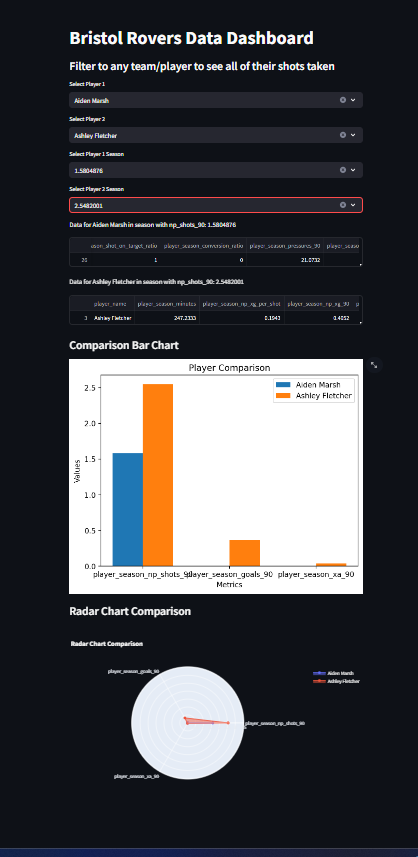 Bristol Rovers Data Dashboard
Filter to any team/player to see all of their shots taken
Select Player 1
Aiden Marsh
Select Player 2
Ashley Fletcher
Select Player 1 Season
1.5804876
Select Player 2 Season
2.5482001
Data for Aiden Marsh in season with np_shots_90: 1.5804876
ason_shot_on_target_ratio player_season_conversion_ratio player_season_pressures_90 player_seaso
26 1 0 21.0732
Data for Ashley Fletcher in season with np_shots_90: 2.5482001
player_name player_season_minutes player_season_np_xg_per_shot player_season_np_xg_90 p
3 Ashley Fletcher 247.2333 0.1943 0.4952
Comparison Bar Chart
Player Comparison
Aiden Marsh
Ashley Fletcher
2.5
2.0
1.5
1.0
0.5
0.0
Values
player_season_np_shots_90 player_season_goals_90 player_season_xa_90
Metrics
Radar Chart Comparison
Radar Chart Comparison
player_season_goals_90
Aiden Marsh
Ashley Fletcher
player_season_np_shots_90
player_season_xa_90